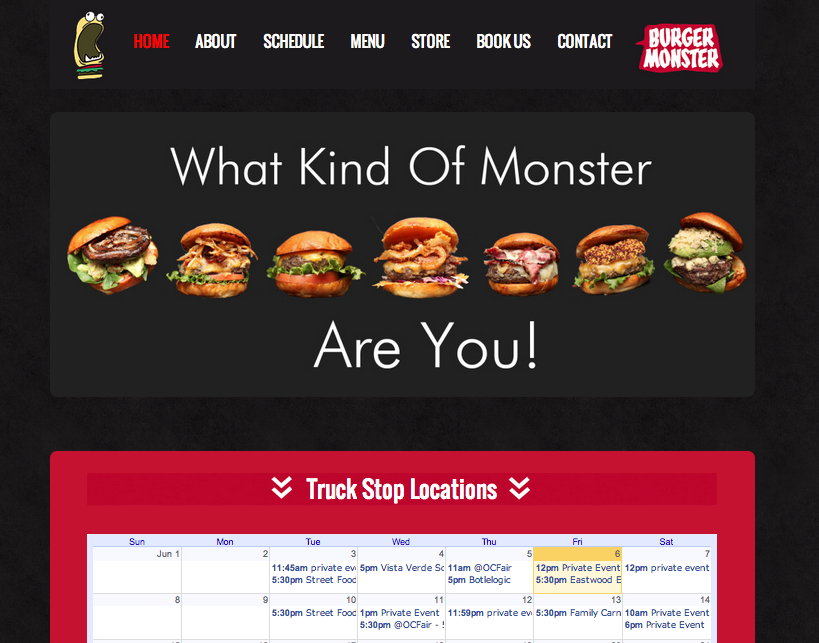 HOME ABOUT SCHEDULE MENU STORE BOOK US CONTACT
BURGER
MONSTER
What Kind Of Monster
Are You!
Truck Stop Locations
Sun Mon Tue Wed Thu Fri Sat
Jun 1 2 3 4 5 6 7
11:45am private eve 5pm Vista Verde Sc 11am @OCFair 12pm Private Event 12pm private event
5:30pm Street Food 5pm Botlelogic 5:30pm Eastwood E
8 9 10 11 12 13 14
5:30pm Street Food 1pm Private Event 11:59pm private eve 5:30pm Family Carn 10am Private Event
5:30pm @OCFair - 6pm Private Event